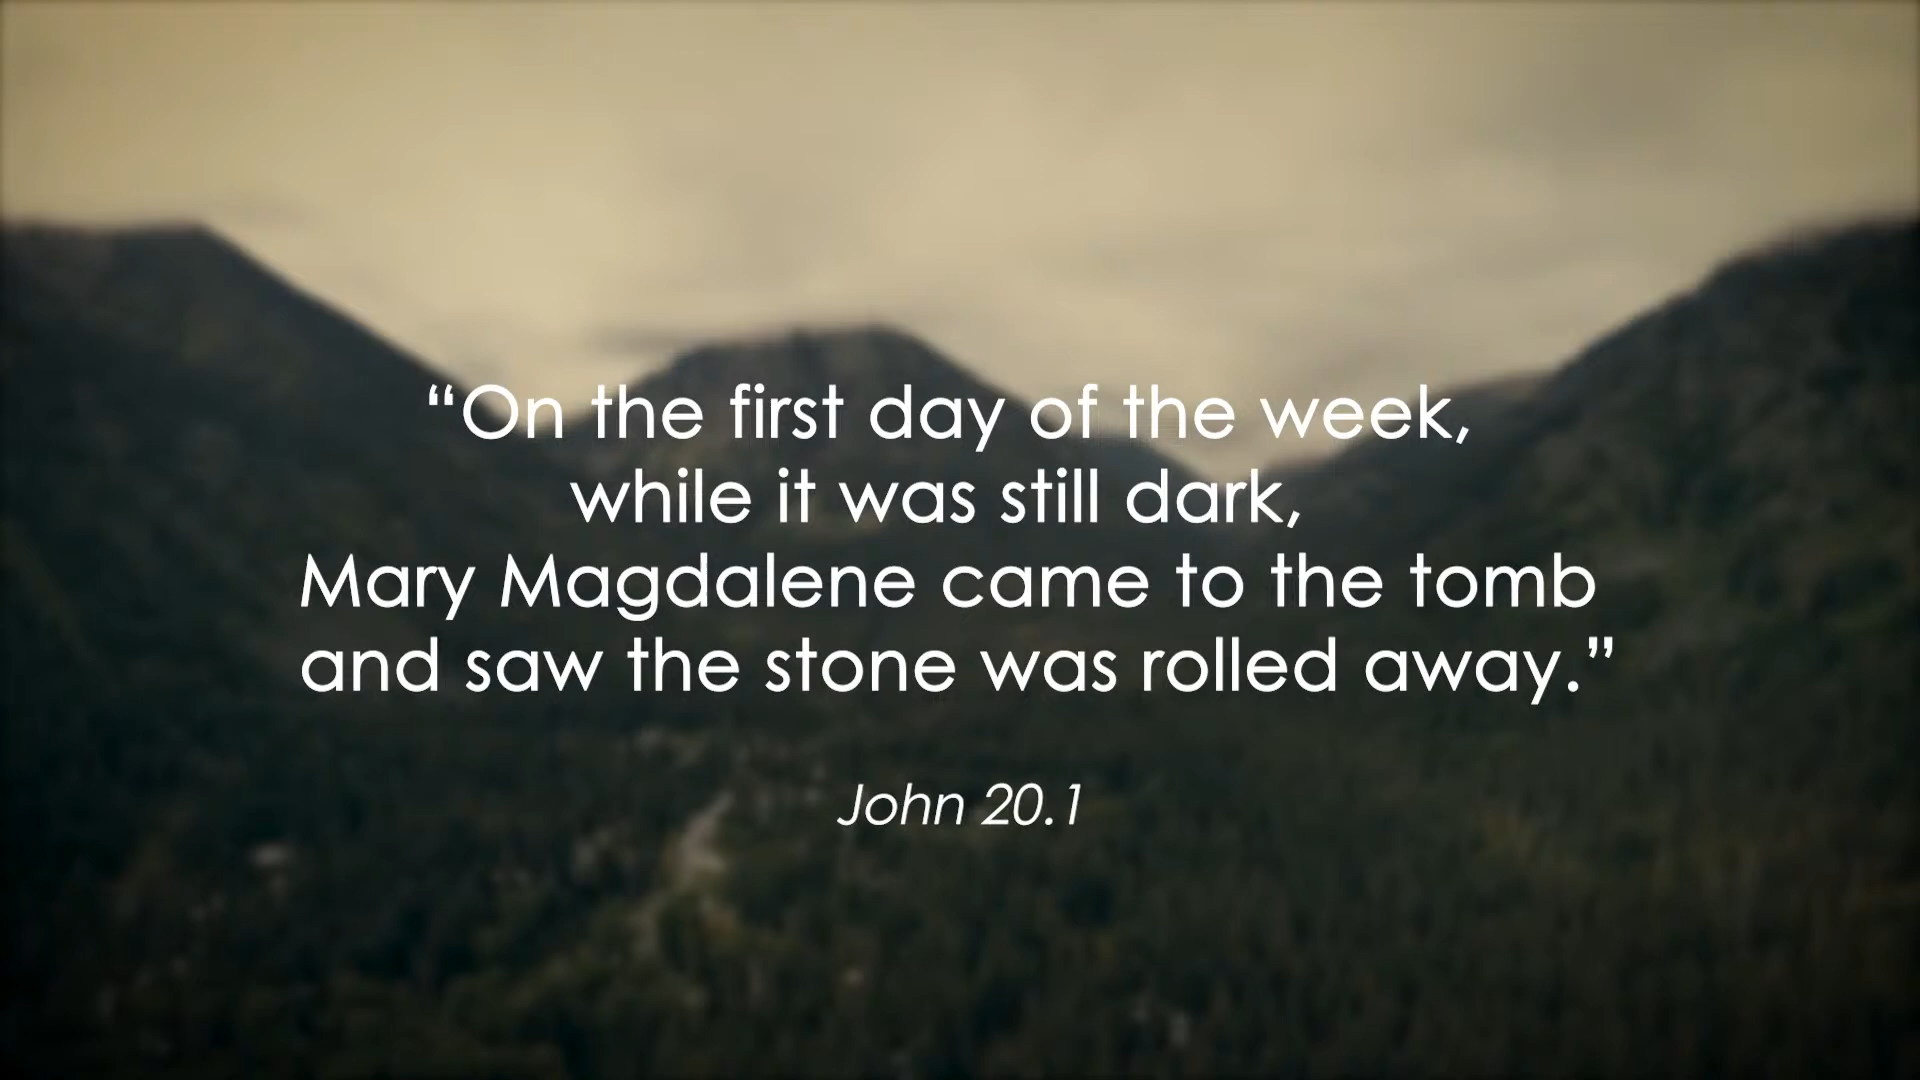 “On the first day of the week,
while it was still dark,
Mary Magdalene came to the tomb
and saw the stone was rolled away.”
John 20.1